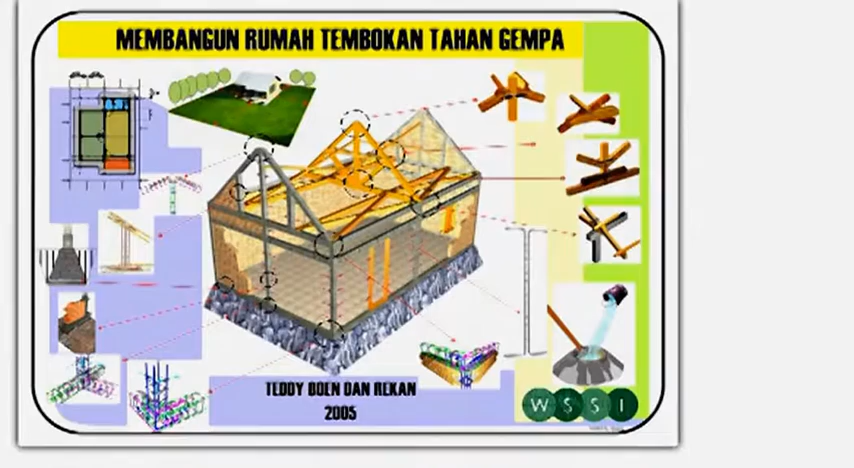 MEMBANGUN RUMAH TEMBOKAN TAHAN GEMPA
TEDDY BOEN DAN REKAN
2005
WSSI